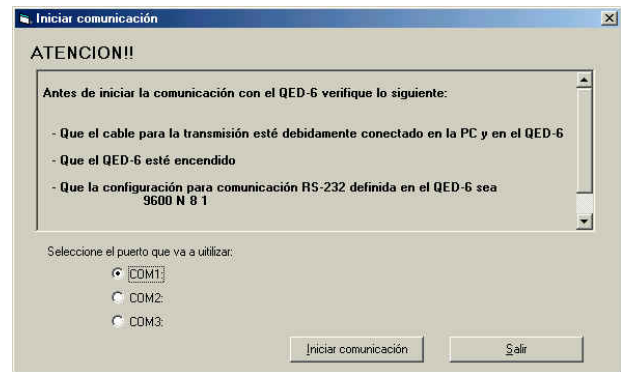 Iniciar comunicación
ATENCION!!
Antes de iniciar la comunicación con el QED-6 verifique lo siguiente:
- Que el cable para la transmisión esté debidamente conectado en la PC y en el QED-6
- Que el QED-6 esté encendido
- Que la configuración para comunicación RS-232 definida en el QED-6 sea
9600 N 8 1
Seleccione el puerto que va a uitilizar:
COM1:
COM2:
COM3:
Iniciar comunicación
Salir